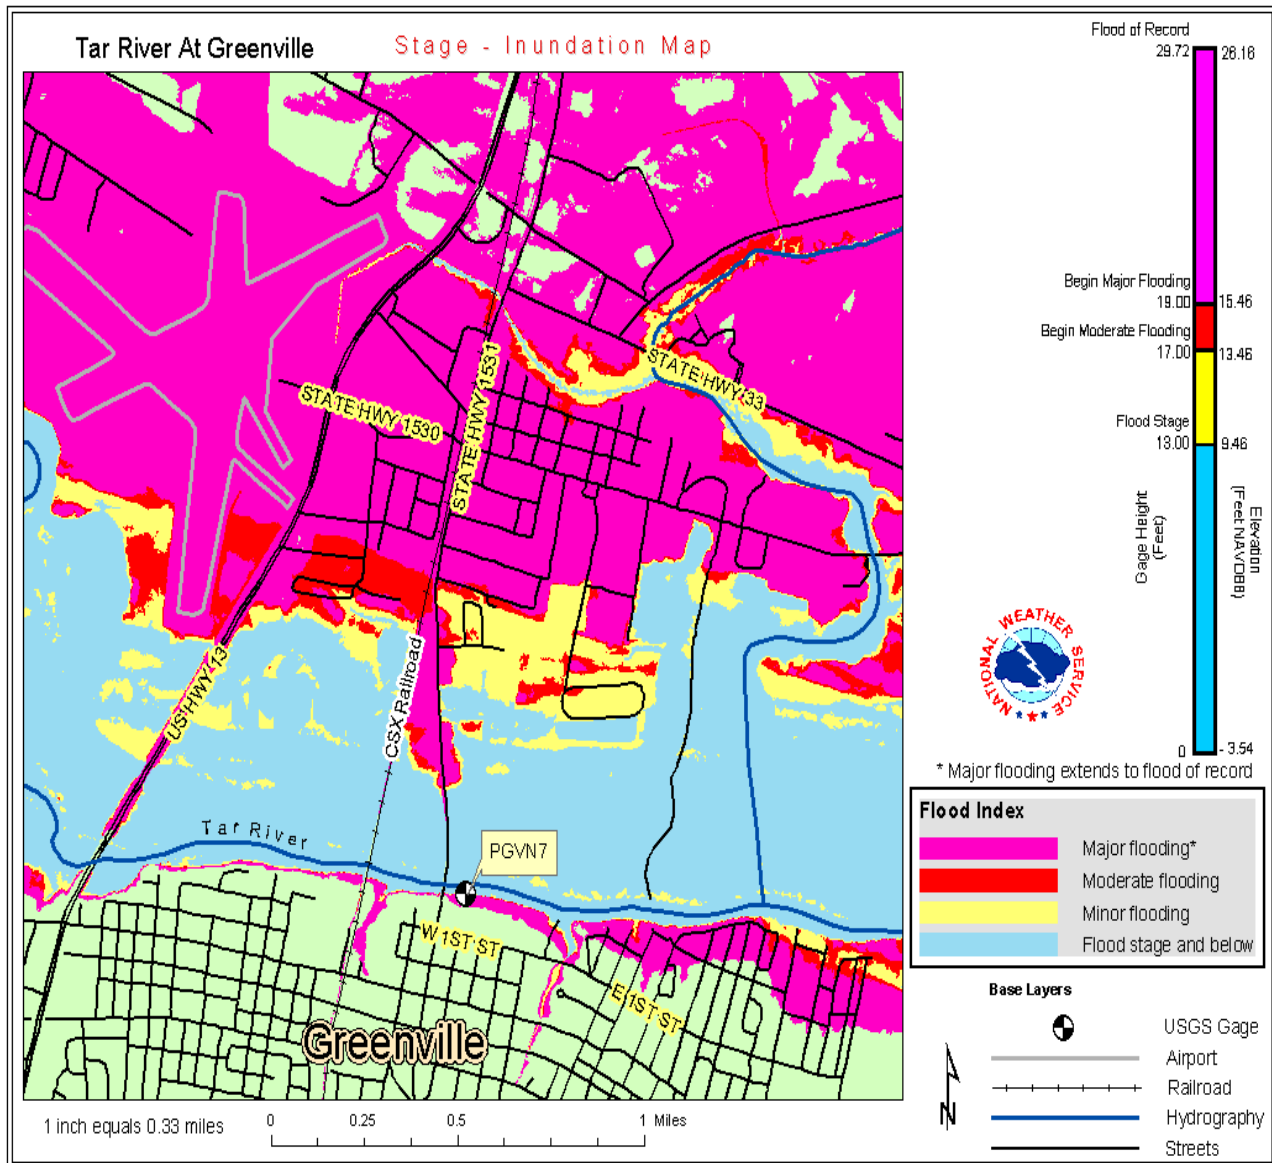 Tar River At Greenville
Stage - Inundation Map
Flood of Record
29.72
26.16
Begin Major Flooding
19.00
15.46
Begin Moderate Flooding
17.00
13.46
Flood Stage
13.00
9.46
Gage Height
(Feet)
Elevation
(Feet NAVD88)
0
- 3.54
NATIONAL WEATHER SERVICE
* Major flooding extends to flood of record
STATE HWY 33
STATE HWY 1531
STATE HWY 1530
US HWY 13
CSX Railroad
Tar River
PGVN7
W 1ST ST
E 1ST ST
Greenville
Flood Index
Major flooding*
Moderate flooding
Minor flooding
Flood stage and below
Base Layers
USGS Gage
Airport
Railroad
Hydrography
Streets
N
1 inch equals 0.33 miles
0 0.25 0.5 1 Miles